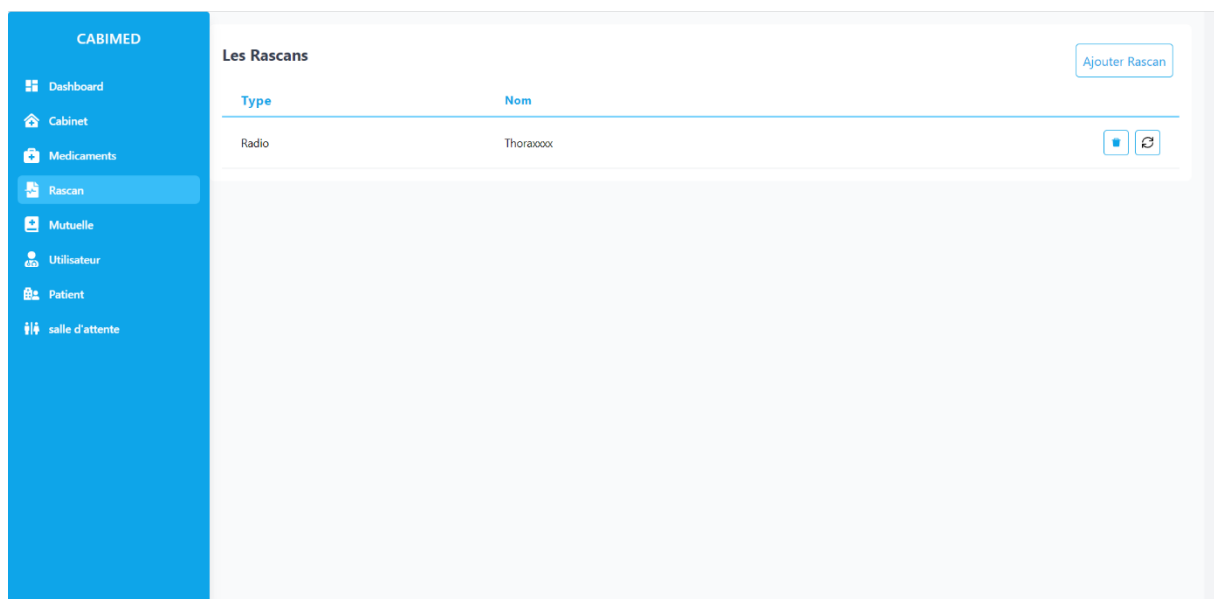 CABIMED
Dashboard
Cabinet
Medicaments
Rascan
Mutuelle
Utilisateur
Patient
salle d'attente
Les Rascans
Ajouter Rascan
Type Nom
Radio Thoraxxxx